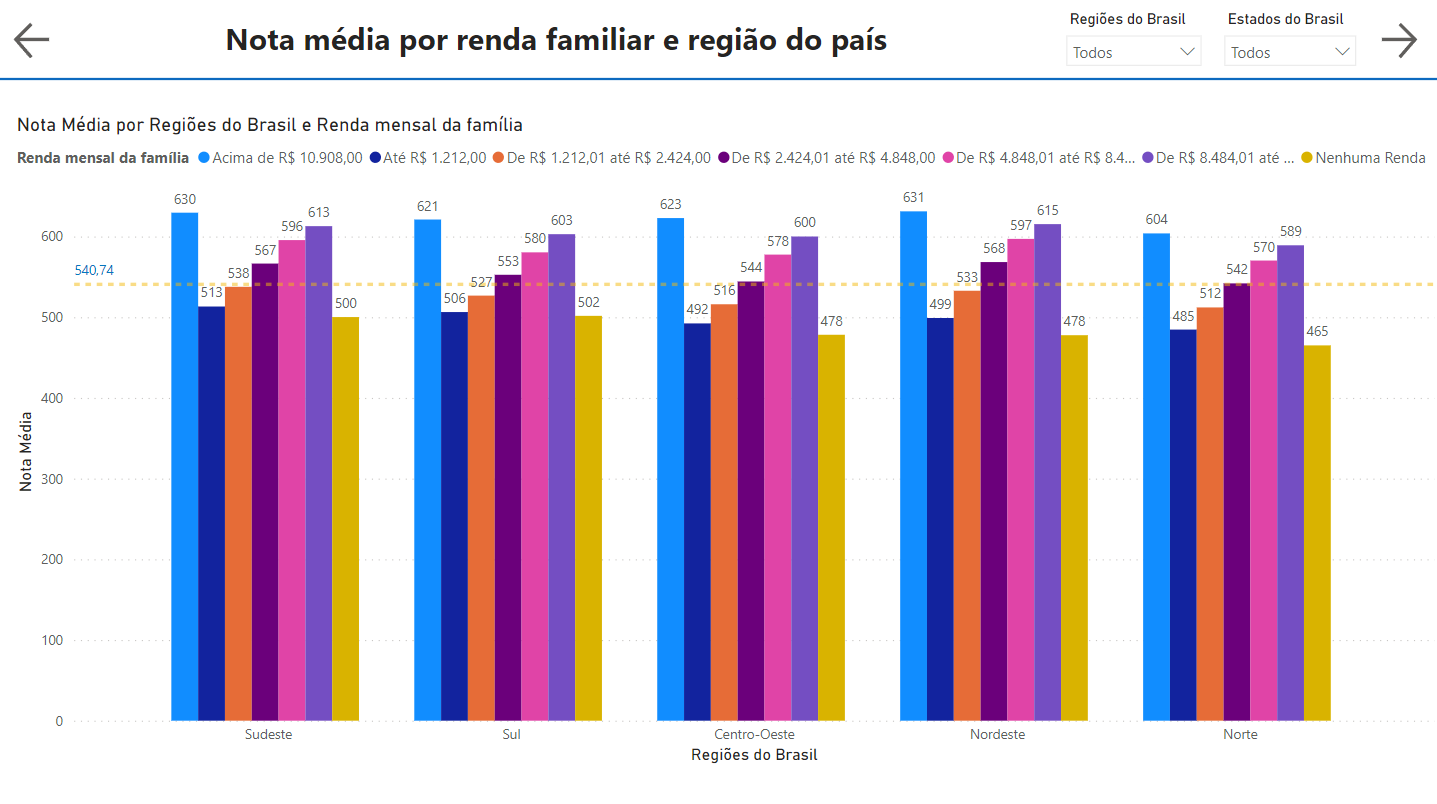 Nota média por renda familiar e região do país
Regiões do Brasil
Todos
Estados do Brasil
Todos
Nota Média por Regiões do Brasil e Renda mensal da família
Renda mensal da família Acima de R$ 10.908,00 Até R$ 1.212,00 De R$ 1.212,01 até R$ 2.424,00 De R$ 2.424,01 até R$ 4.848,00 De R$ 4.848,01 até R$ 8.4... De R$ 8.484,01 até ... Nenhuma Renda
Nota Média
600
540,74
500
400
300
200
100
0
630 513 538 567 596 613 500
621 506 527 553 580 603 502
623 492 516 544 578 600 478
631 499 533 568 597 615 478
604 485 512 542 570 589 465
Sudeste Sul Centro-Oeste Nordeste Norte
Regiões do Brasil